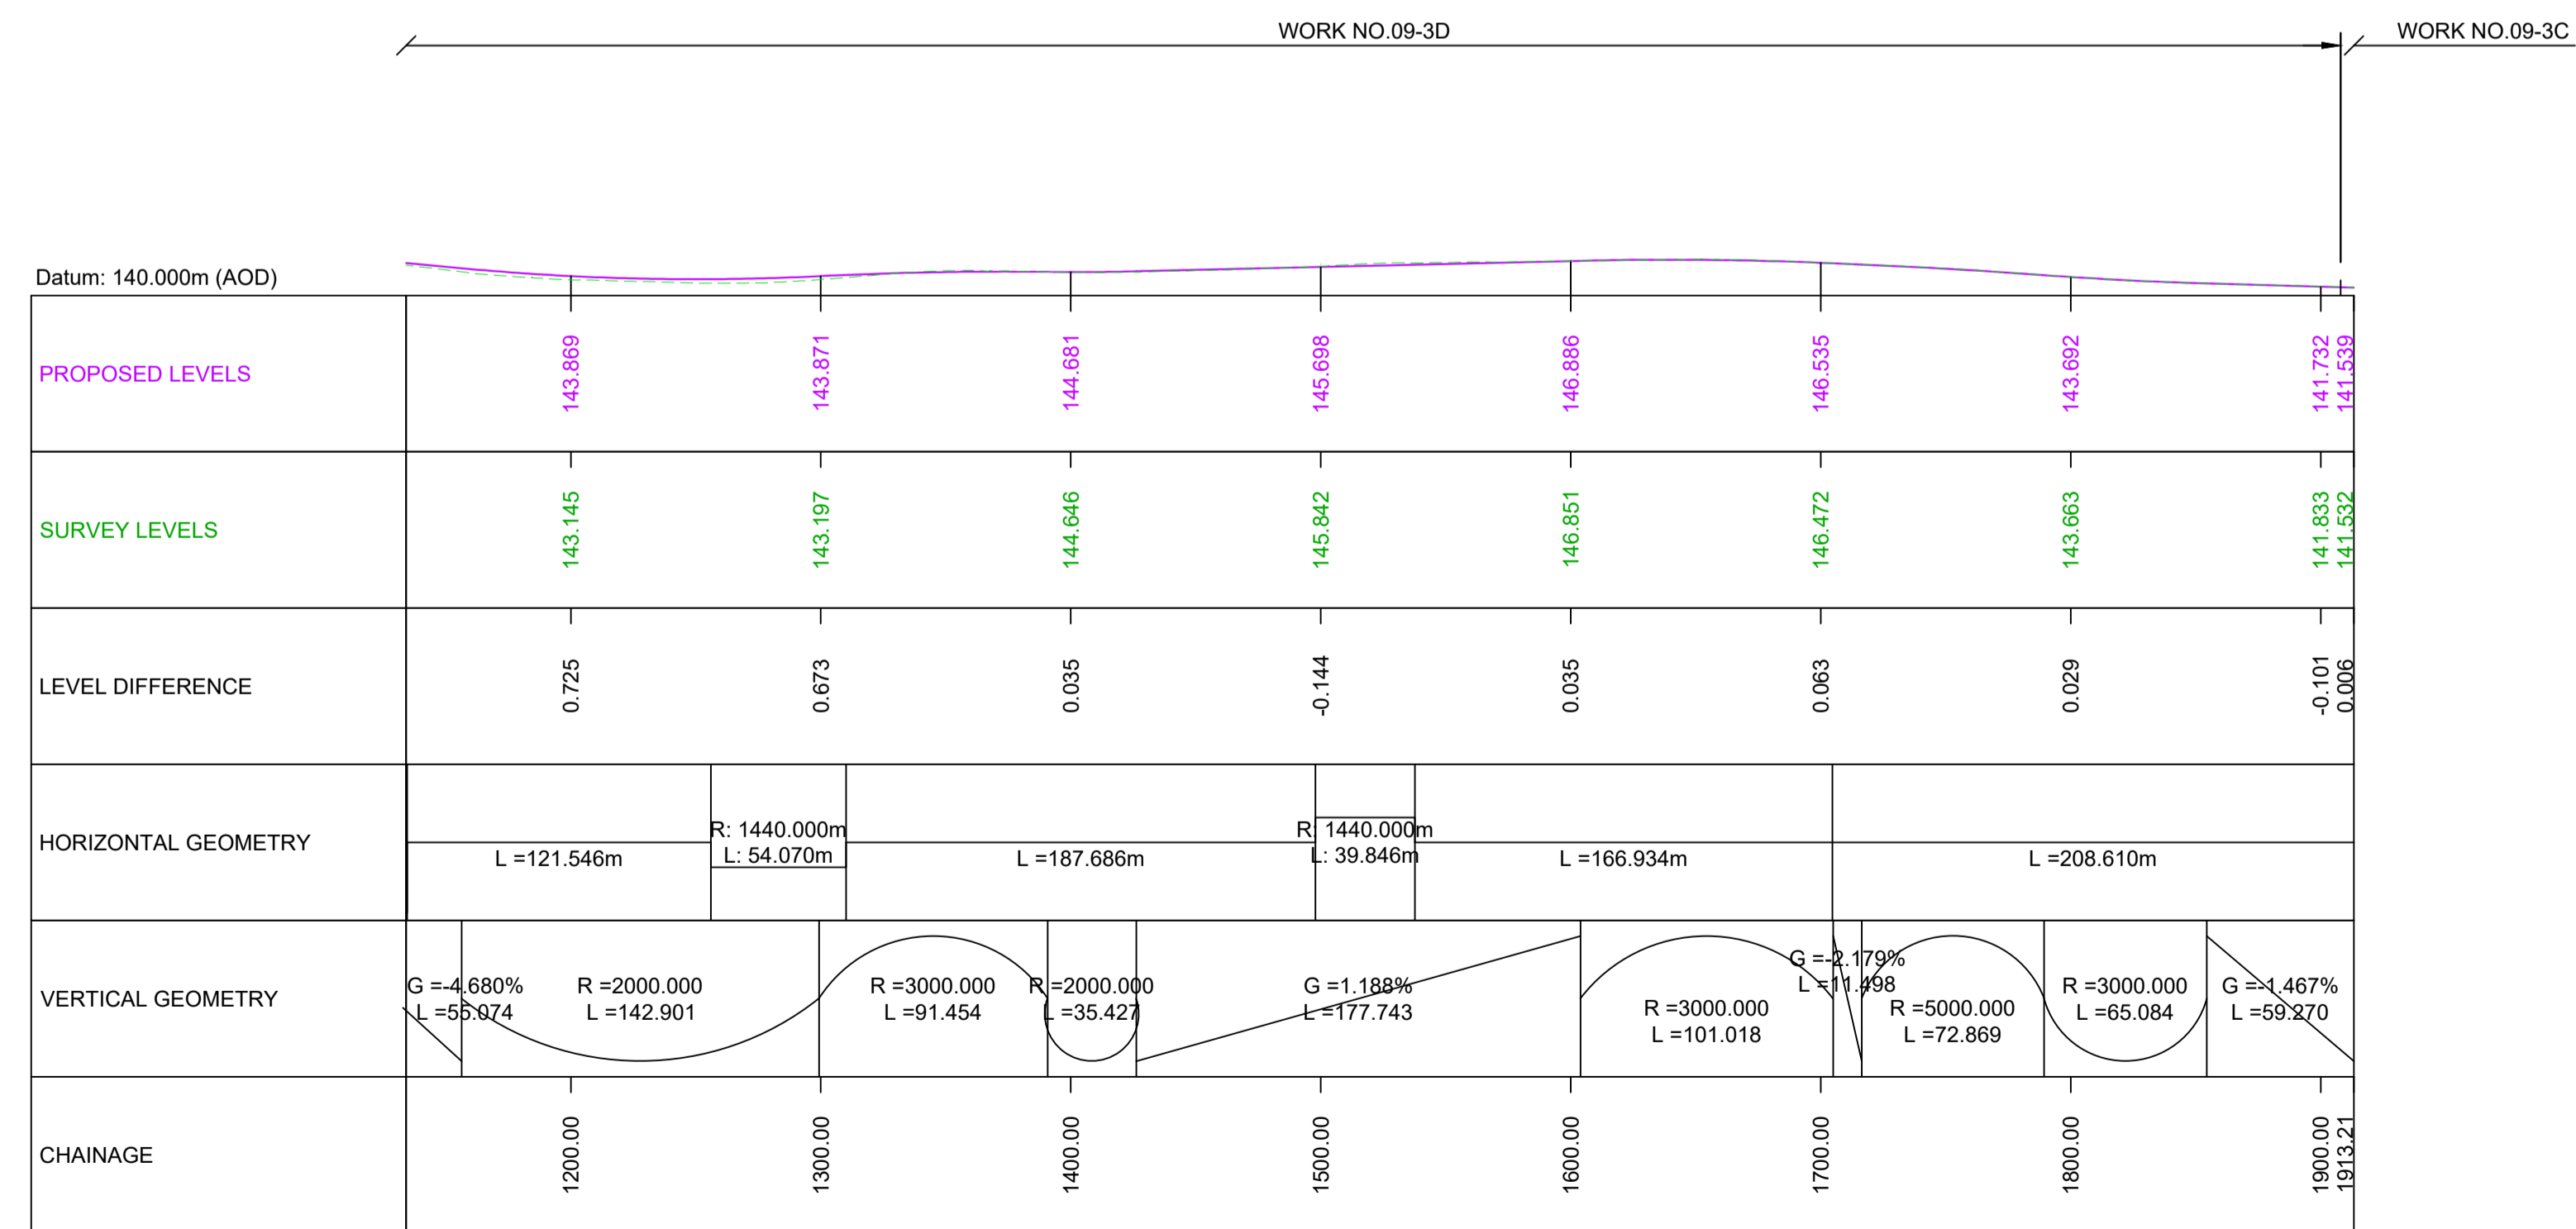 WORK NO.09-3D
WORK NO.09-3C
Datum: 140.000m (AOD)
PROPOSED LEVELS
143.869
143.871
144.681
145.698
146.886
146.535
143.692
141.732
141.539
SURVEY LEVELS
143.145
143.197
144.646
145.842
146.851
146.472
143.663
141.833
141.532
LEVEL DIFFERENCE
0.725
0.673
0.035
-0.144
0.035
0.063
0.029
-0.101
0.006
HORIZONTAL GEOMETRY
L =121.546m
R: 1440.000m
L: 54.070m
L =187.686m
R: 1440.000m
L: 39.846m
L =166.934m
L =208.610m
VERTICAL GEOMETRY
G =-4.680%
L =55.074
R =2000.000
L =142.901
R =3000.000
L =91.454
R =2000.000
L =35.427
G =1.188%
L =177.743
R =3000.000
L =101.018
G =-2.179%
L =11.498
R =5000.000
L =72.869
R =3000.000
L =65.084
G =-1.467%
L =59.270
CHAINAGE
1200.00
1300.00
1400.00
1500.00
1600.00
1700.00
1800.00
1900.00
1913.21